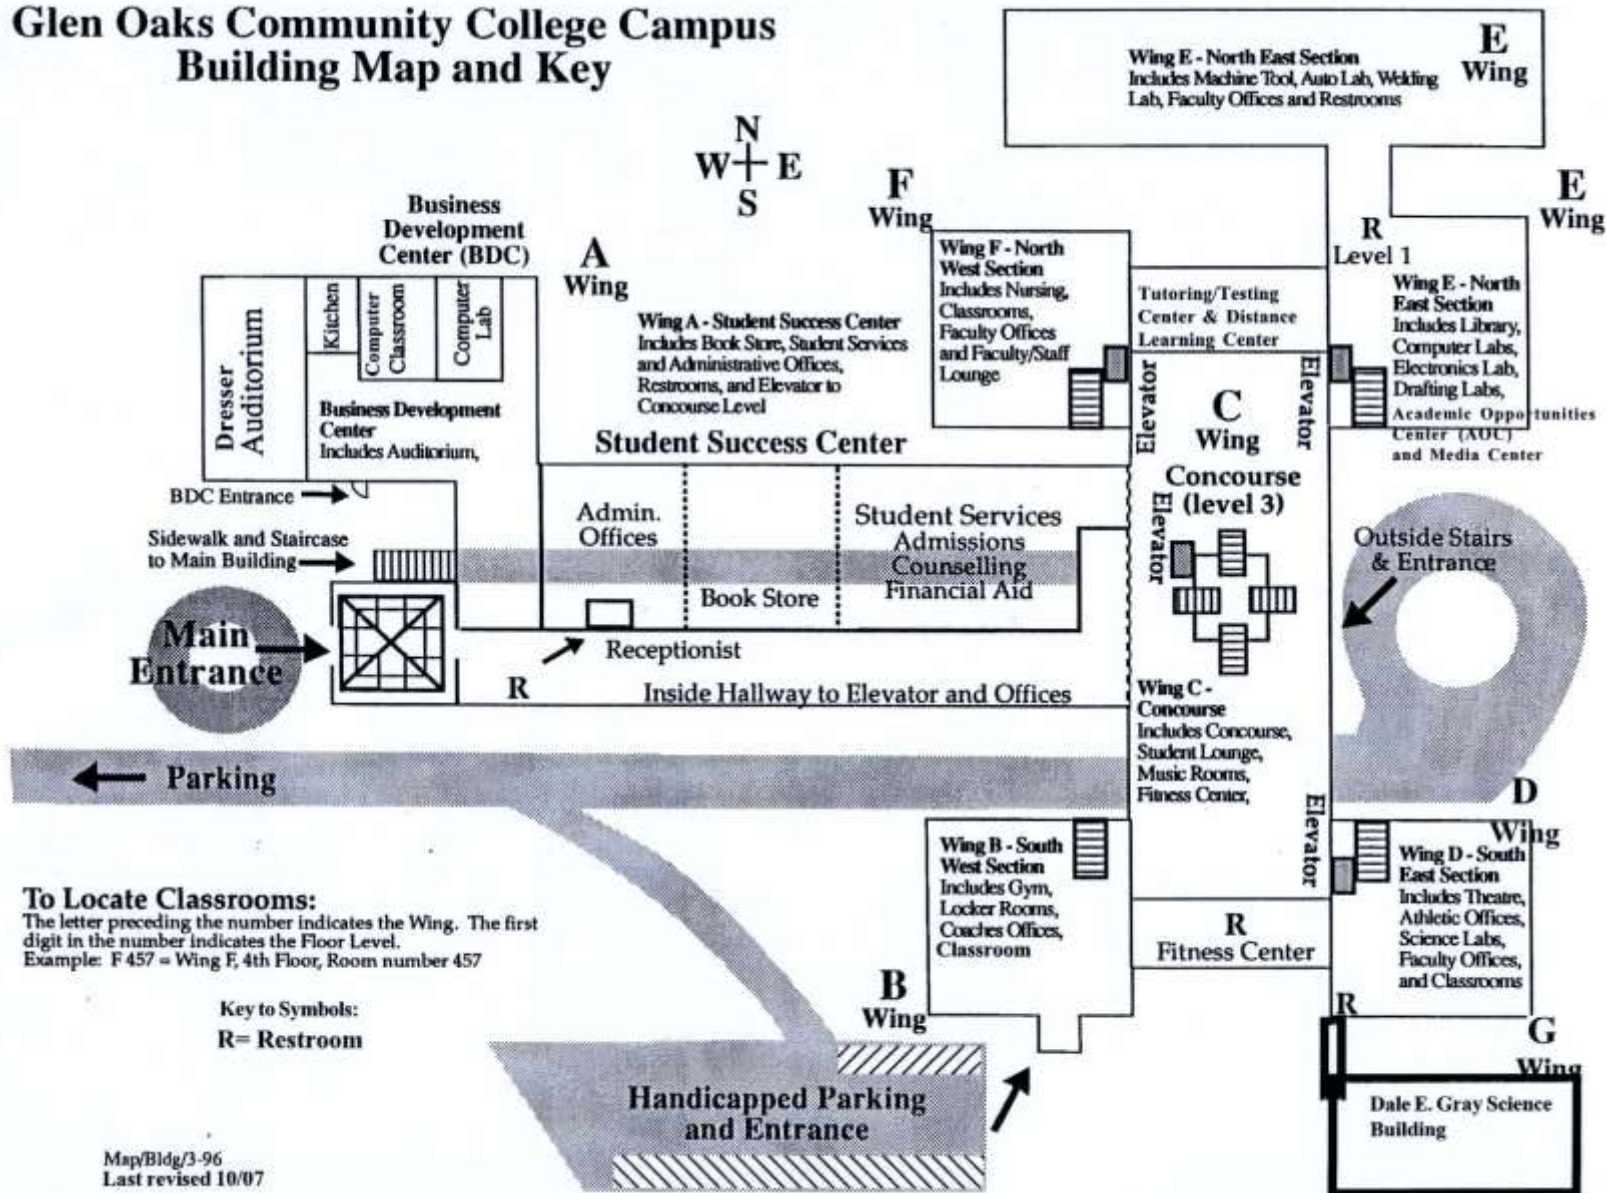 Glen Oaks Community College Campus
Building Map and Key
N
W E
S
E
Wing
Wing E - North East Section
Includes Machine Tool, Auto Lab, Welding
Lab, Faculty Offices and Restrooms
F
Wing
E
Wing
R
Level 1
Business
Development
Center (BDC)
A
Wing
Wing F - North
West Section
Includes Nursing,
Classrooms,
Faculty Offices
and Faculty/Staff
Lounge
Tutoring/Testing
Center & Distance
Learning Center
Wing E - North
East Section
Includes Library,
Computer Labs,
Electronics Lab,
Drafting Labs,
Academic Opportunities
Center (AOC)
and Media Center
Dresser
Auditorium
Kitchen
Computer
Classroom
Computer
Lab
Wing A - Student Success Center
Includes Book Store, Student Services
and Administrative Offices,
Restrooms, and Elevator to
Concourse Level
Business Development
Center
Includes Auditorium,
Elevator
Elevator
C
Wing
Concourse
(level 3)
Elevator
Student Success Center
BDC Entrance
Sidewalk and Staircase
to Main Building
Admin.
Offices
Book Store
Student Services
Admissions
Counselling
Financial Aid
Outside Stairs
& Entrance
Main
Entrance
Receptionist
R
Inside Hallway to Elevator and Offices
Wing C -
Concourse
Includes Concourse,
Student Lounge,
Music Rooms,
Fitness Center,
Parking
Elevator
D
Wing
Wing B - South
West Section
Includes Gym,
Locker Rooms,
Coaches Offices,
Classroom
Wing D - South
East Section
Includes Theatre,
Athletic Offices,
Science Labs,
Faculty Offices,
and Classrooms
R
Fitness Center
To Locate Classrooms:
The letter preceding the number indicates the Wing. The first
digit in the number indicates the Floor Level.
Example: F 457 = Wing F, 4th Floor, Room number 457
Key to Symbols:
R= Restroom
B
Wing
R
G
Wing
Handicapped Parking
and Entrance
Dale E. Gray Science
Building
Map/Bldg/3-96
Last revised 10/07